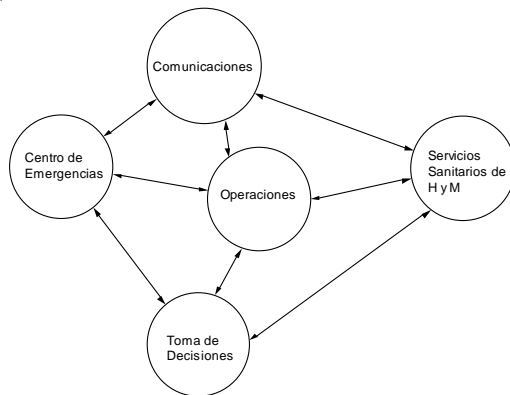 Comunicaciones
Centro de
Emergencias
Operaciones
Servicios
Sanitarios de
H y M
Toma de
Decisiones